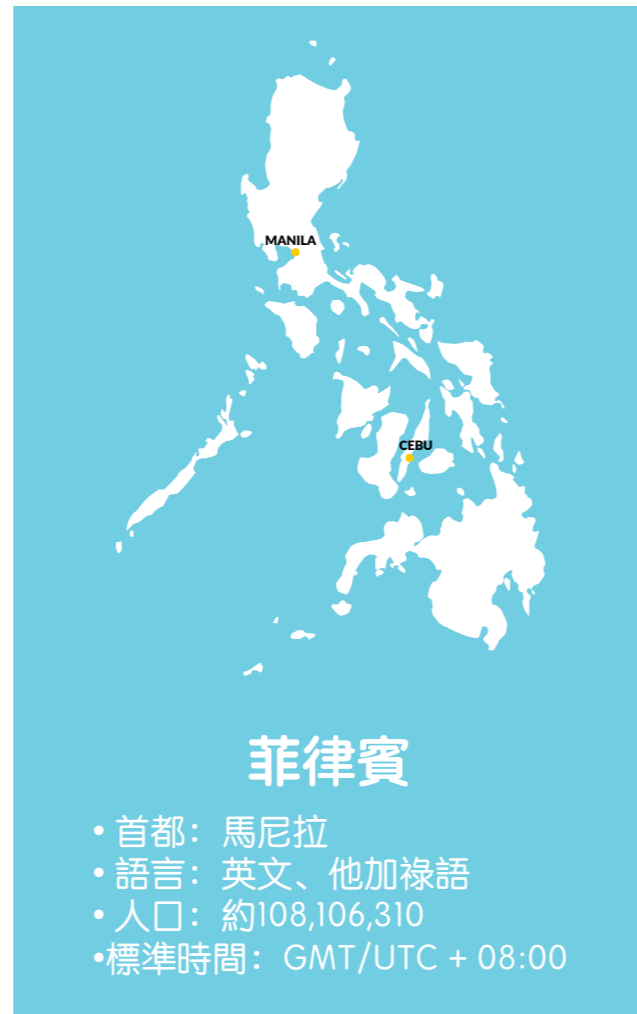 MANILA
CEBU
菲律賓
• 首都：馬尼拉
• 語言：英文、他加祿語
• 人口：約108,106,310
•標準時間：GMT/UTC + 08:00